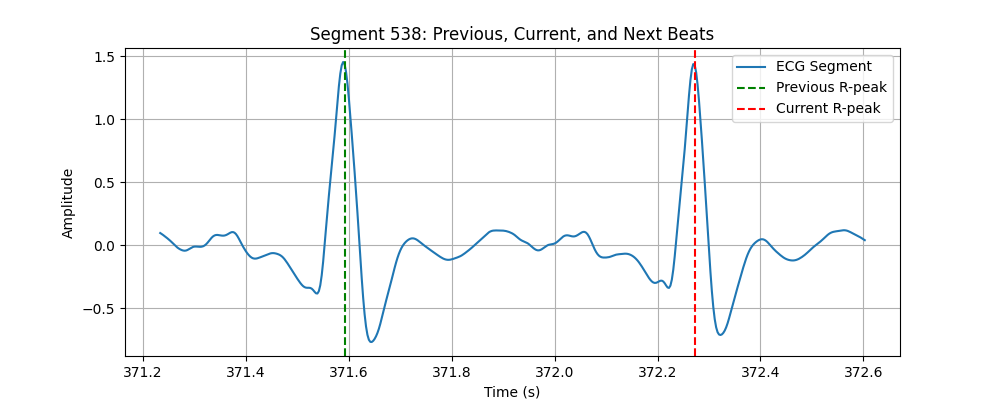 Segment 538: Previous, Current, and Next Beats
ECG Segment
Previous R-peak
Current R-peak
Amplitude
1.5
1.0
0.5
0.0
−0.5
371.2 371.4 371.6 371.8 372.0 372.2 372.4 372.6
Time (s)